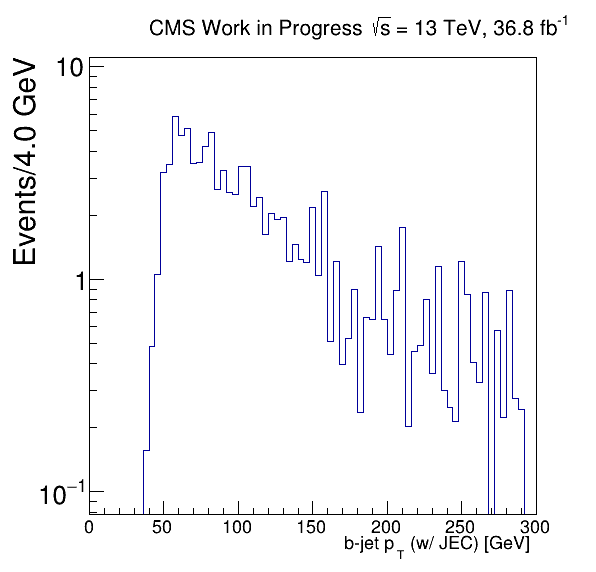 CMS Work in Progress √s = 13 TeV, 36.8 fb⁻¹
Events/4.0 GeV
10
1
10⁻¹
0 50 100 150 200 250 300
b-jet p_T (w/ JEC) [GeV]